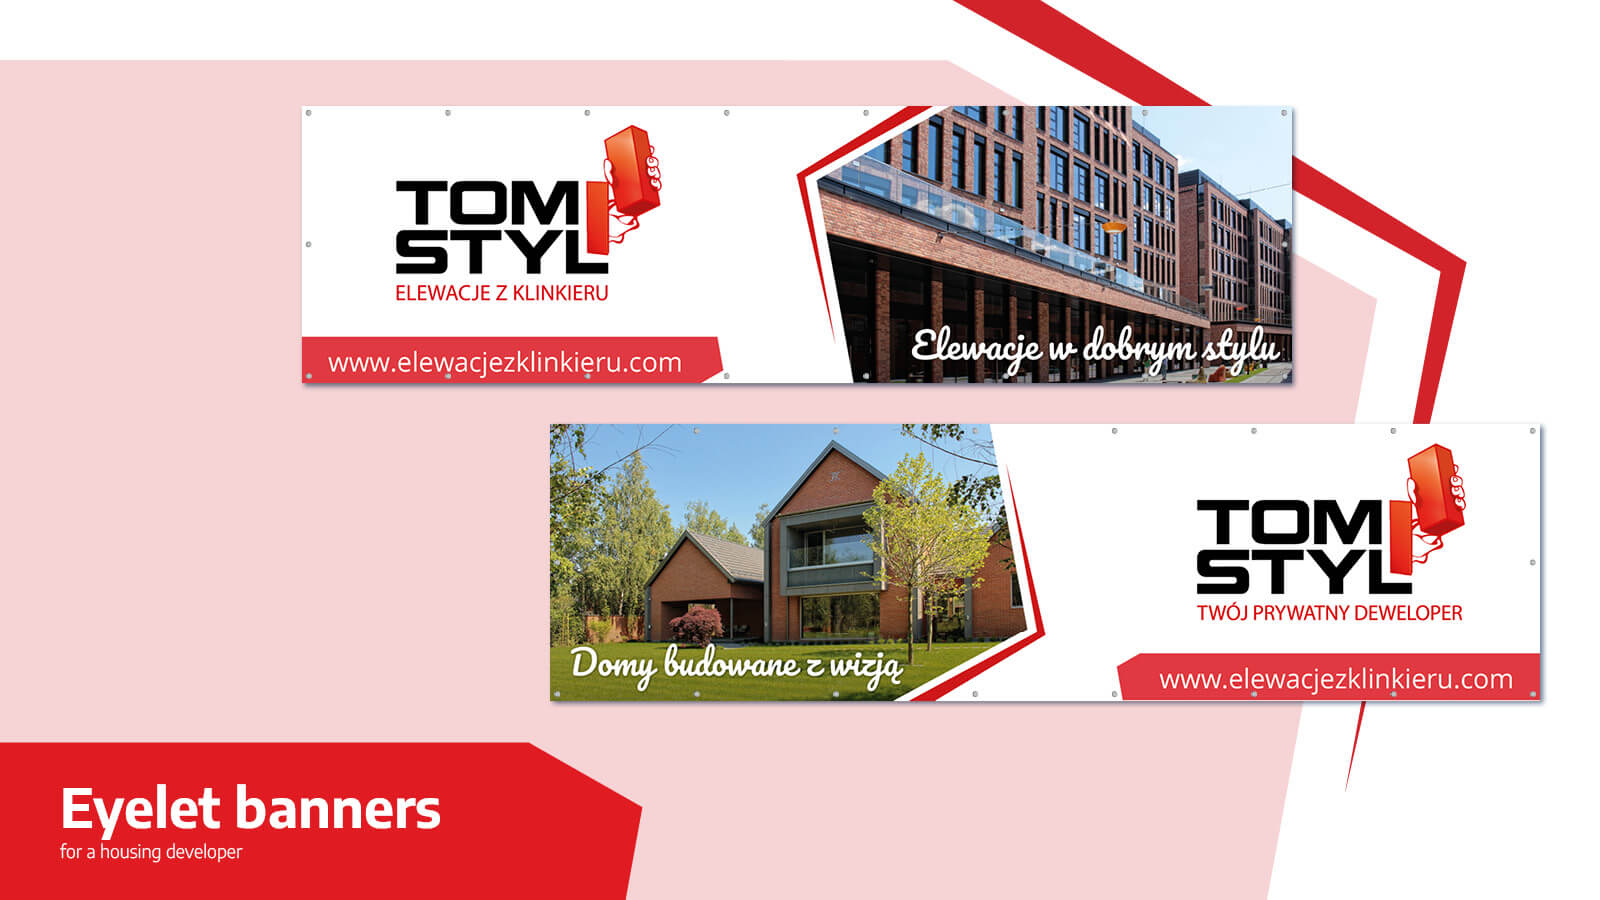 TOM
STYL
ELEWACJE Z KLINKIERU
www.elewacjezklinkieru.com
Elewacje w dobrym stylu
Domy budowane z wizją
TOM
STYL
TWÓJ PRYWATNY DEWELOPER
www.elewacjezklinkieru.com
Eyelet banners
for a housing developer